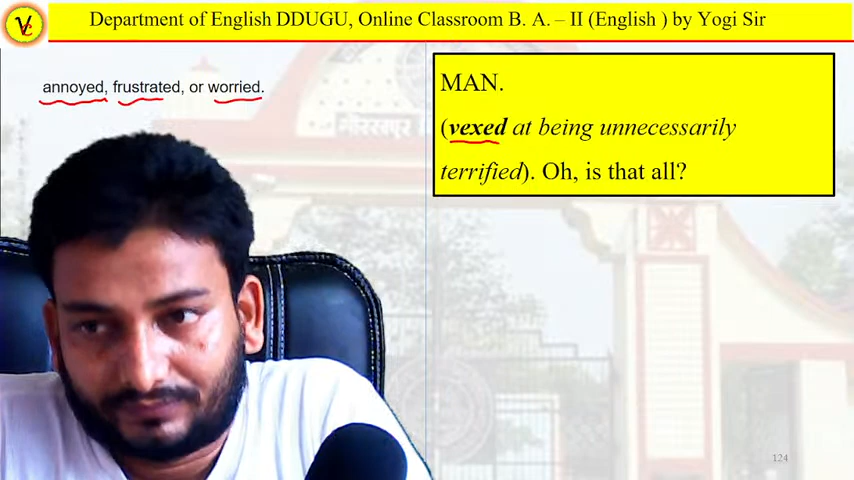 Department of English DDUGU, Online Classroom B. A. – II (English ) by Yogi Sir
annoyed, frustrated, or worried.
MAN.
(vexed at being unnecessarily
terrified). Oh, is that all?
124